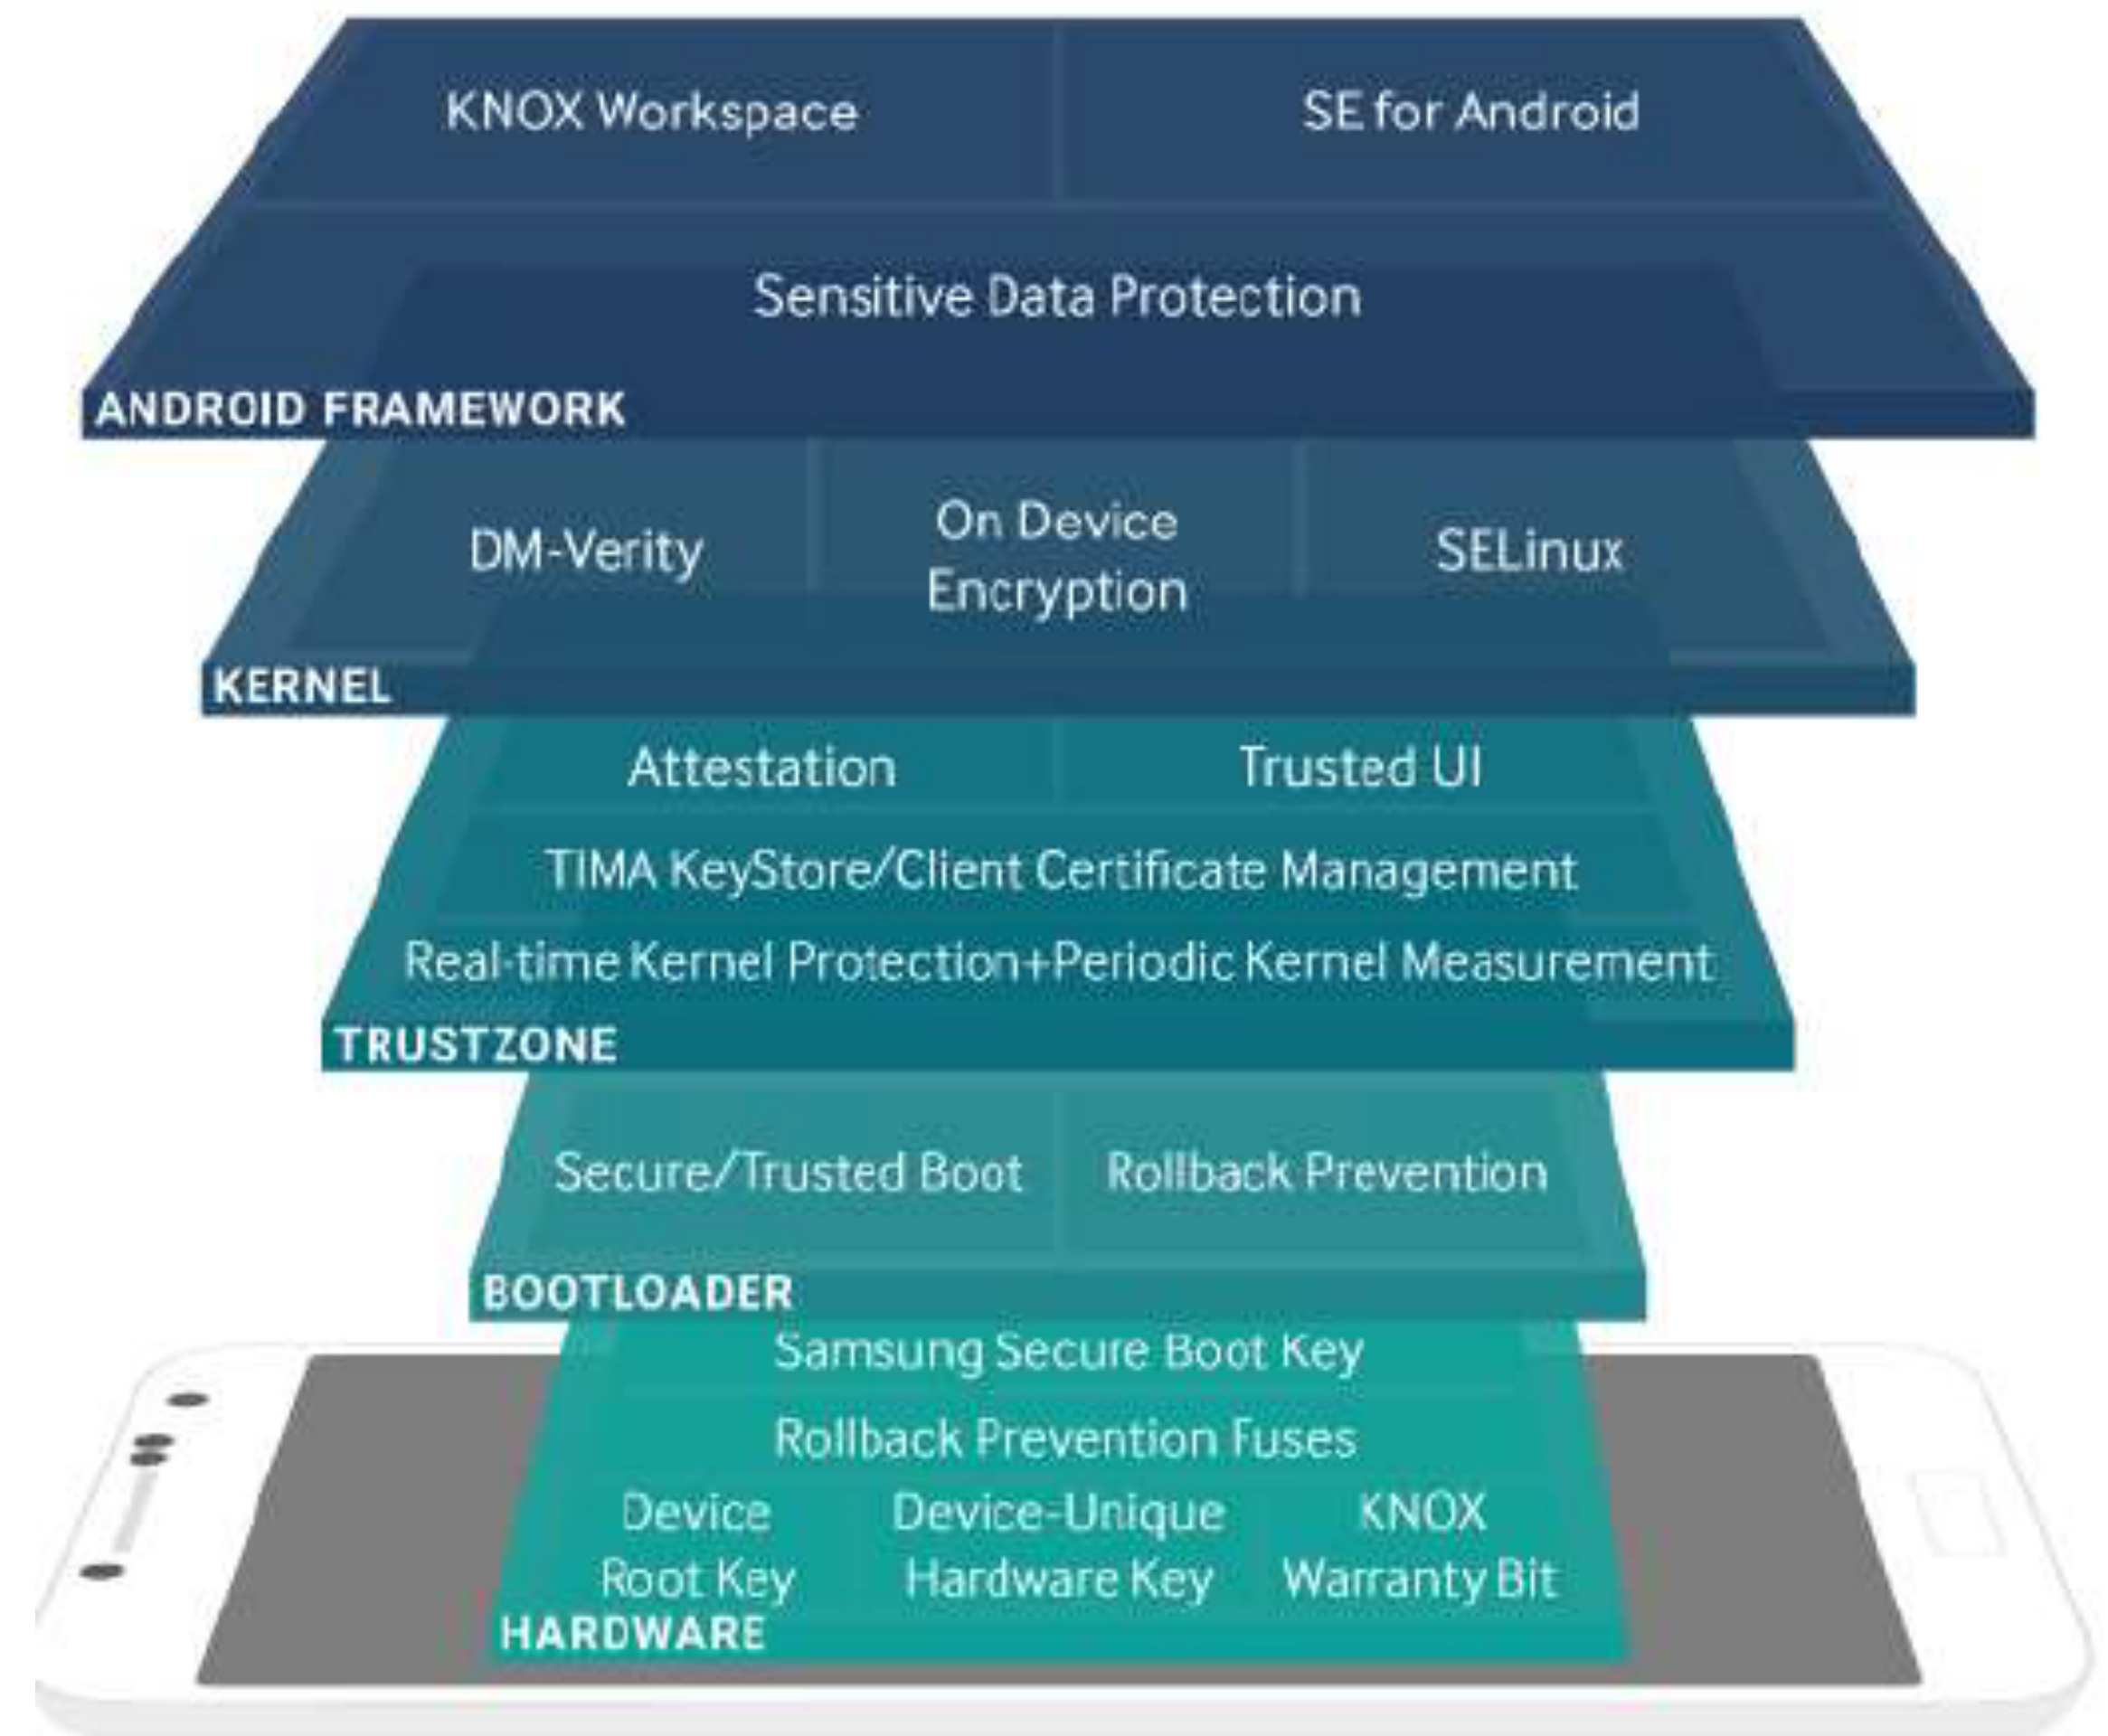 KNOX Workspace
SE for Android
Sensitive Data Protection
ANDROID FRAMEWORK
DM-Verity
On Device
Encryption
SELinux
KERNEL
Attestation
Trusted UI
TIMA KeyStore/Client Certificate Management
Real-time Kernel Protection+Periodic Kernel Measurement
TRUSTZONE
Secure/Trusted Boot
Rollback Prevention
BOOTLOADER
Samsung Secure Boot Key
Rollback Prevention Fuses
Device
Root Key
Device-Unique
Hardware Key
KNOX
Warranty Bit
HARDWARE